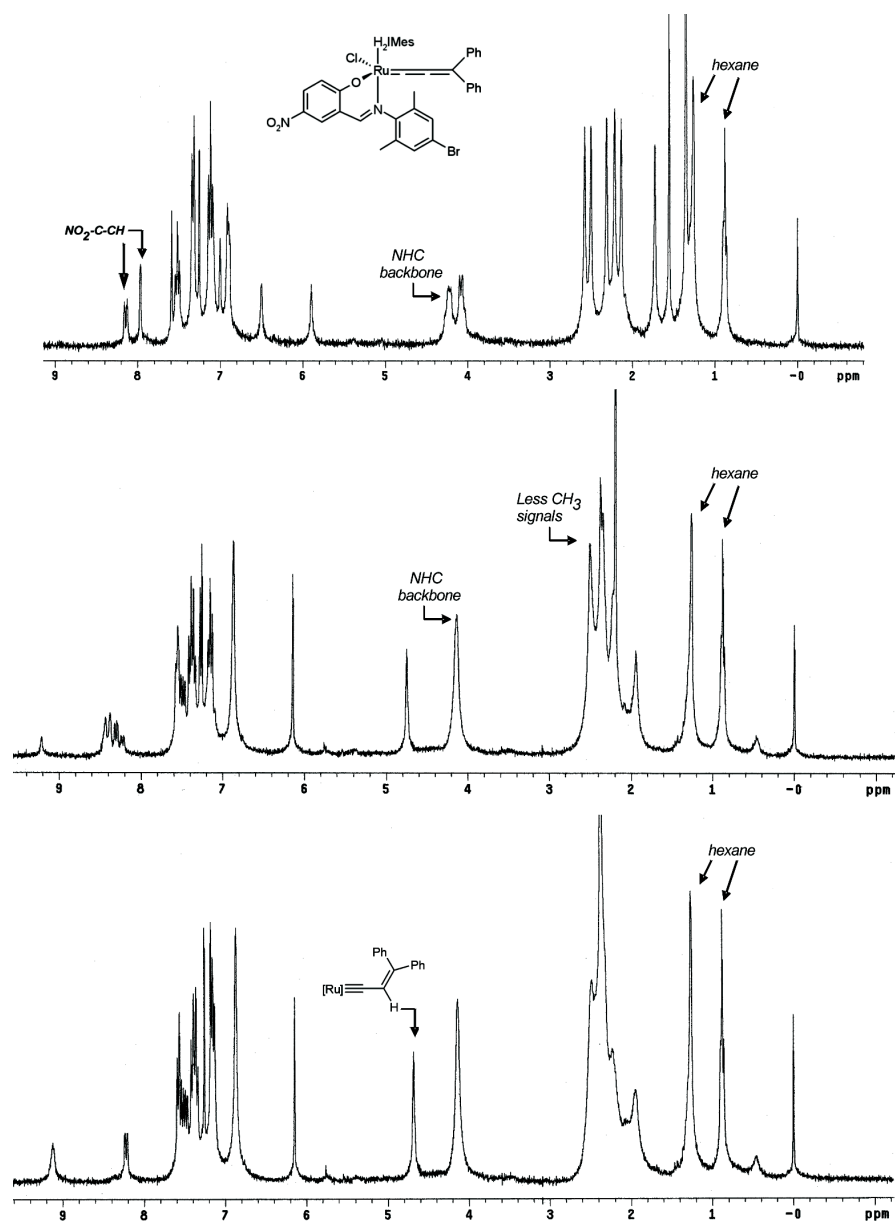 H2IMes
Cl
Ph
Ru
Ph
O
N
O2N
Br
hexane
NO2-C-CH
NHC
backbone
9 8 7 6 5 4 3 2 1 -0 ppm
hexane
Less CH3
signals
NHC
backbone
9 8 7 6 5 4 3 2 1 -0 ppm
hexane
Ph
Ph
[Ru]
H
9 8 7 6 5 4 3 2 1 -0 ppm